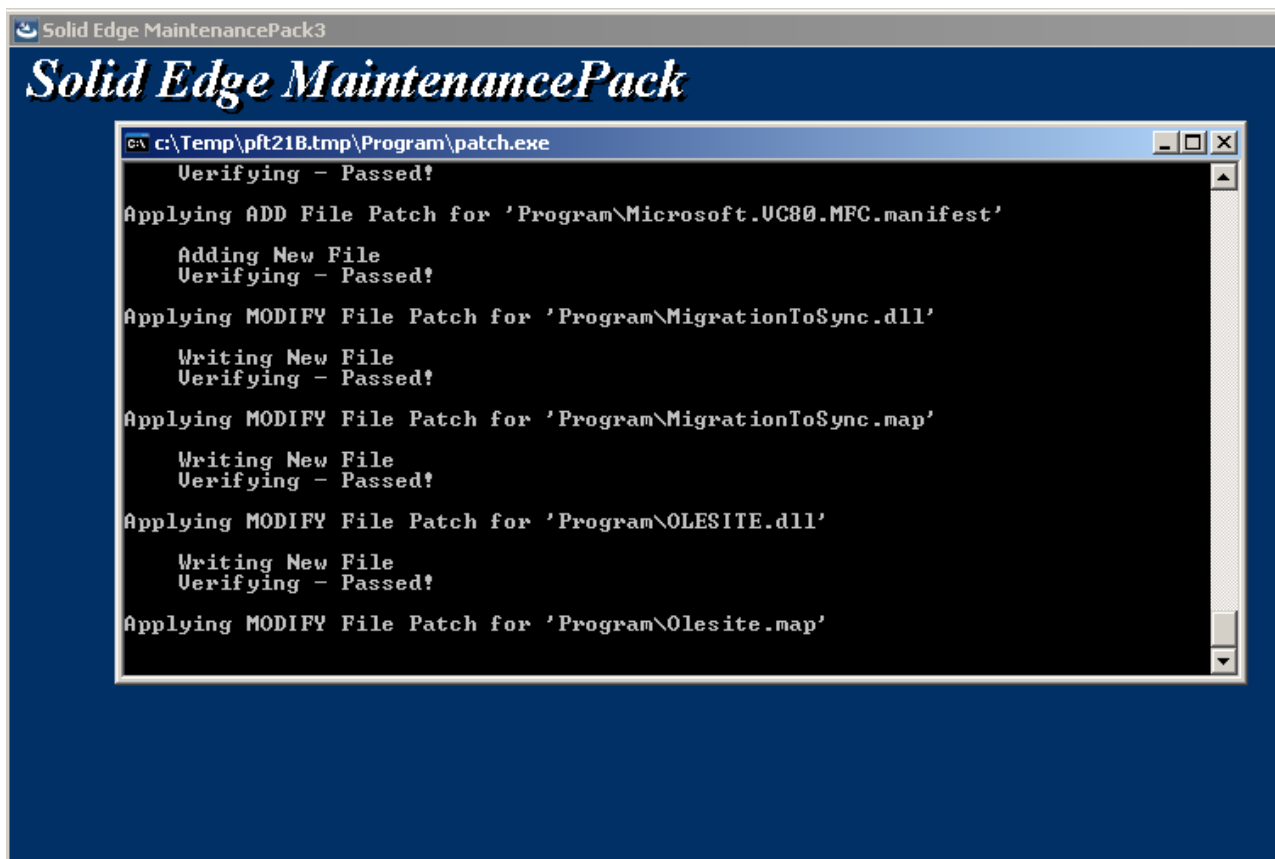 Solid Edge MaintenancePack3
Solid Edge MaintenancePack
c:\Temp\pft21B.tmp\Program\patch.exe
Verifying - Passed!
Applying ADD File Patch for 'Program\Microsoft.VC80.MFC.manifest'
Adding New File
Verifying - Passed!
Applying MODIFY File Patch for 'Program\MigrationToSync.dll'
Writing New File
Verifying - Passed!
Applying MODIFY File Patch for 'Program\MigrationToSync.map'
Writing New File
Verifying - Passed!
Applying MODIFY File Patch for 'Program\OLESITE.dll'
Writing New File
Verifying - Passed!
Applying MODIFY File Patch for 'Program\Olesite.map'